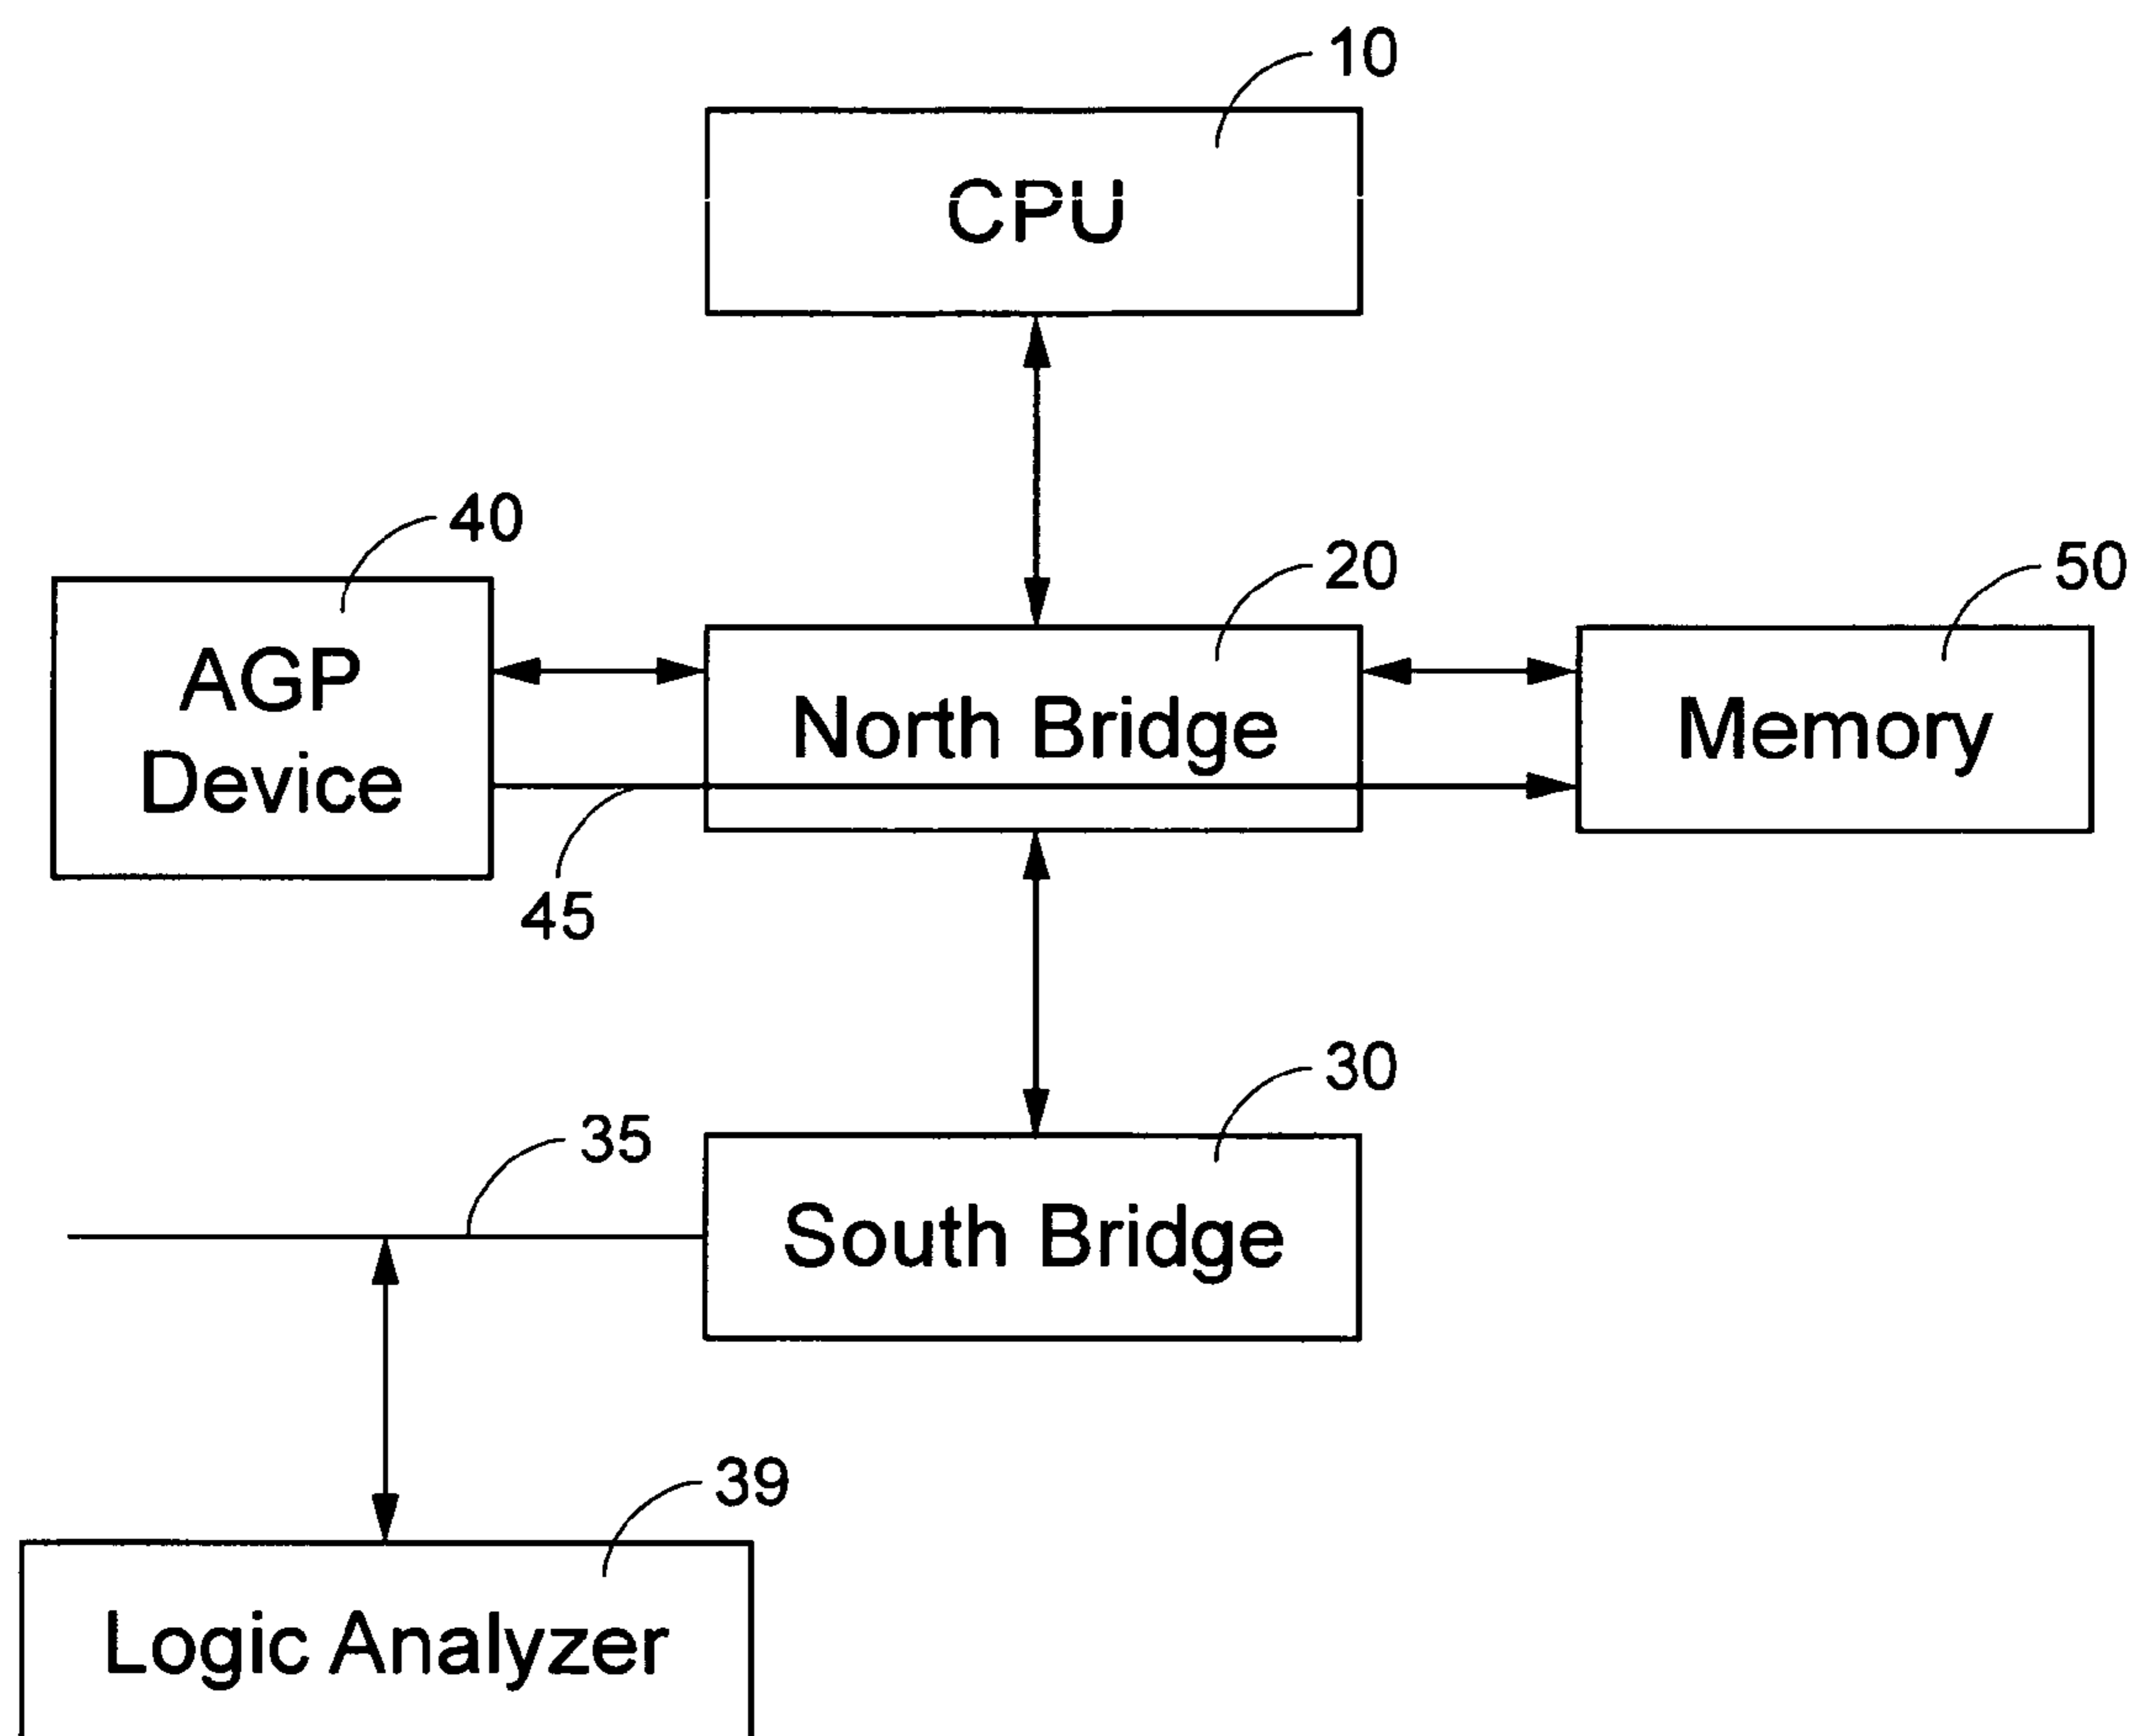 10
CPU
40
20
50
AGP
Device
North Bridge
Memory
45
30
35
South Bridge
39
Logic Analyzer